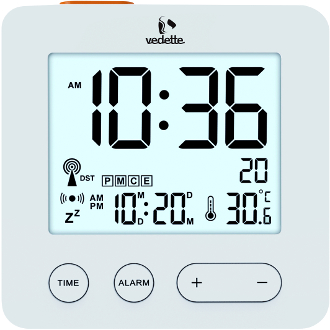 vedette
AM 10:36
20
DST P M C E
AM PM 10:20 M D D M 30.6 °C
Zz
TIME ALARM + −